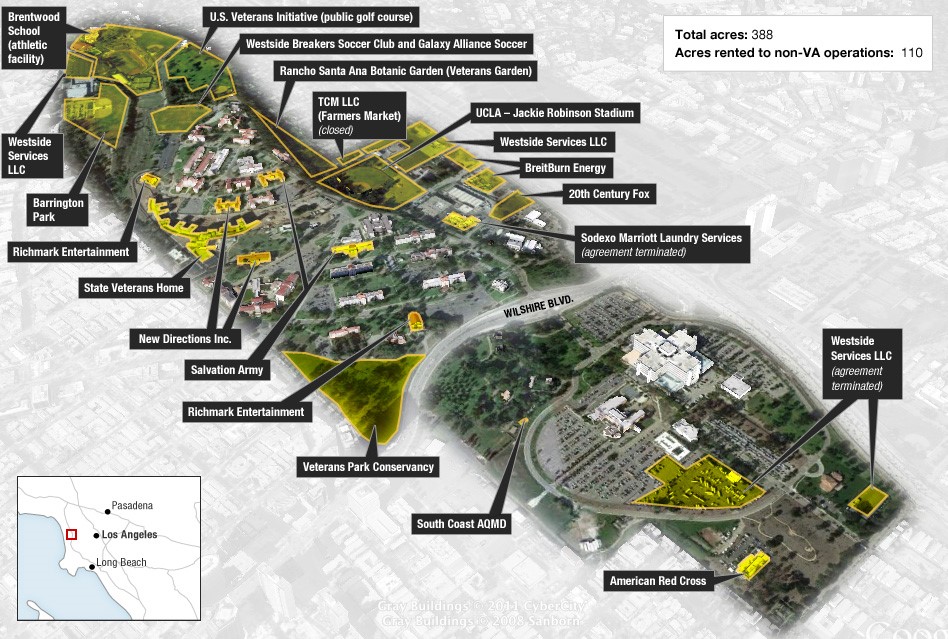 Brentwood
School
(athletic
facility)
U.S. Veterans Initiative (public golf course)
Westside Breakers Soccer Club and Galaxy Alliance Soccer
Rancho Santa Ana Botanic Garden (Veterans Garden)
TCM LLC
(Farmers Market)
(closed)
UCLA – Jackie Robinson Stadium
Westside Services LLC
BreitBurn Energy
20th Century Fox
Sodexo Marriott Laundry Services
(agreement terminated)
Total acres: 388
Acres rented to non-VA operations: 110
Westside
Services
LLC
Barrington
Park
Richmark Entertainment
State Veterans Home
New Directions Inc.
Salvation Army
Richmark Entertainment
Veterans Park Conservancy
WILSHIRE BLVD.
Westside
Services LLC
(agreement
terminated)
South Coast AQMD
American Red Cross
Pasadena
Los Angeles
Long Beach
Gray Buildings © 2011 CyberCity
Gray Buildings © 2008 Sanborn